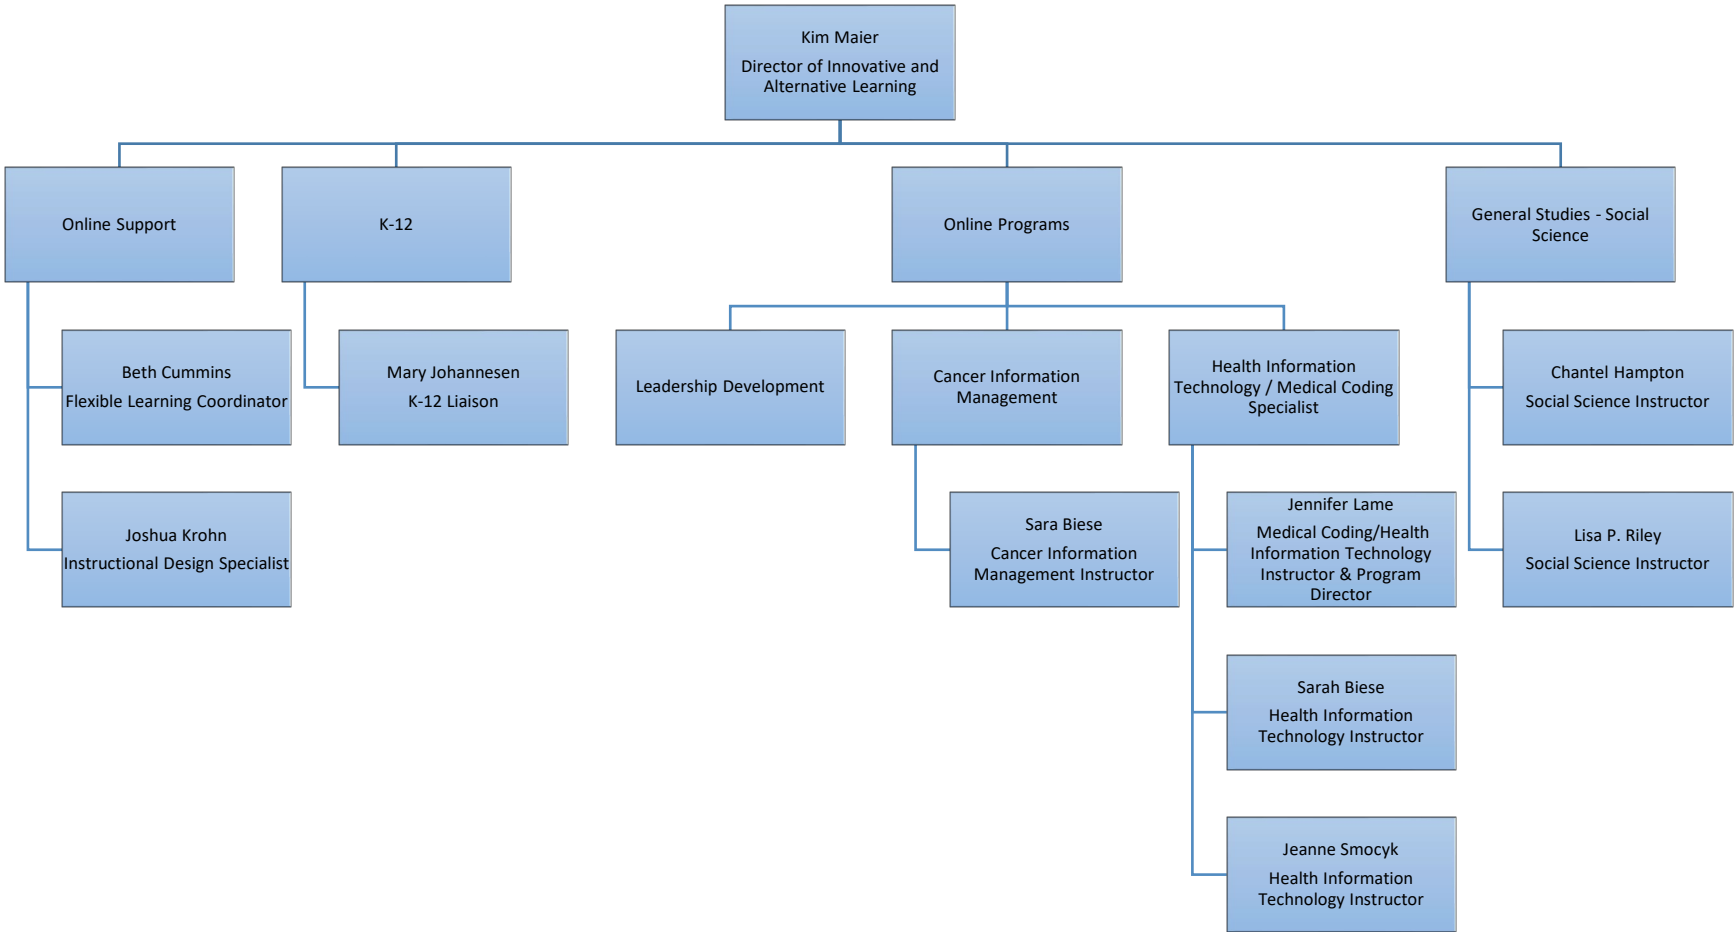 Kim Maier
Director of Innovative and
Alternative Learning
Online Support
K-12
Online Programs
General Studies - Social
Science
Beth Cummins
Flexible Learning Coordinator
Mary Johannesen
K-12 Liaison
Leadership Development
Cancer Information
Management
Health Information
Technology / Medical Coding
Specialist
Chantel Hampton
Social Science Instructor
Joshua Krohn
Instructional Design Specialist
Sara Biese
Cancer Information
Management Instructor
Jennifer Lame
Medical Coding/Health
Information Technology
Instructor & Program
Director
Lisa P. Riley
Social Science Instructor
Sarah Biese
Health Information
Technology Instructor
Jeanne Smocyk
Health Information
Technology Instructor